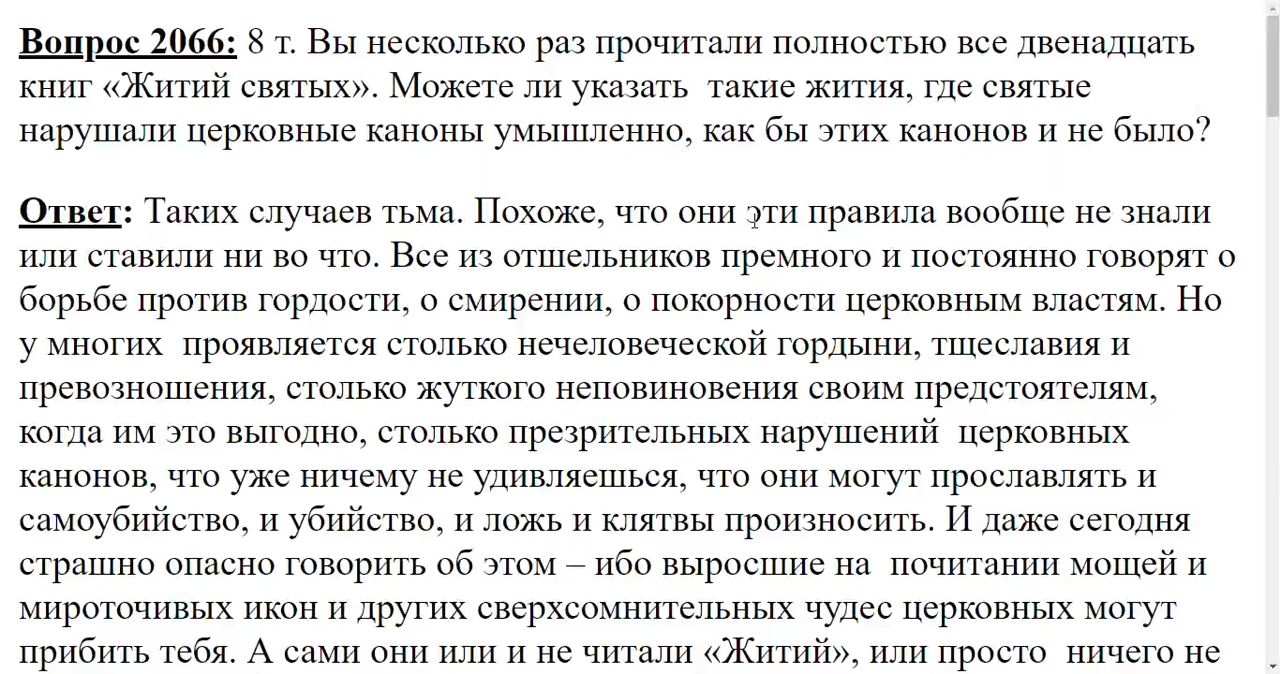 Вопрос 2066: 8 т. Вы несколько раз прочитали полностью все двенадцать
книг «Житий святых». Можете ли указать такие жития, где святые
нарушали церковные каноны умышленно, как бы этих канонов и не было?
Ответ: Таких случаев тьма. Похоже, что они эти правила вообще не знали
или ставили ни во что. Все из отшельников премного и постоянно говорят о
борьбе против гордости, о смирении, о покорности церковным властям. Но
у многих проявляется столько нечеловеческой гордыни, тщеславия и
превозношения, столько жуткого неповиновения своим предстоятелям,
когда им это выгодно, столько презрительных нарушений церковных
канонов, что уже ничему не удивляешься, что они могут прославлять и
самоубийство, и убийство, и ложь и клятвы произносить. И даже сегодня
страшно опасно говорить об этом – ибо выросшие на почитании мощей и
мироточивых икон и других сверхсомнительных чудес церковных могут
прибить тебя. А сами они или и не читали «Житий», или просто ничего не